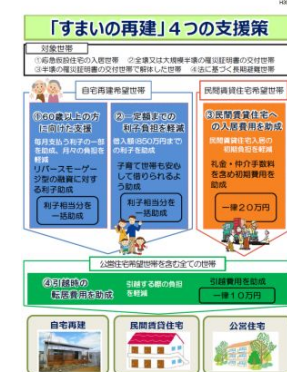 「すまいの再建」4つの支援策
対象世帯
①応急仮設住宅の入居世帯 ②全壊又は大規模半壊の罹災証明書の交付世帯
③半壊の罹災証明書の交付世帯で解体した世帯 ④法に基づく長期避難世帯
自宅再建希望世帯
民間賃貸住宅希望世帯
①60歳以上の方
に向けた支援
毎月支払う利子の一部
を助成、月々の負担を
軽減
リバースモーゲー
ジ型の融資に対す
る利子助成
利子相当分を
一括助成
②一定額までの
利子負担を軽減
借入額(850万円まで)
の利子を助成
子育て世帯も安心
して借りられるよ
う助成
利子相当分を
一括助成
③民間賃貸住宅へ
の入居費用を助成
民間賃貸住宅入居の
初期負担を軽減
礼金・仲介手数料
を含め初期費用を
助成
一律20万円
公営住宅希望世帯を含む全ての世帯
④引越時の
転居費用を助成
引越する際の負担
を軽減
引越費用を助成
一律10万円
自宅再建
民間賃貸住宅
公営住宅